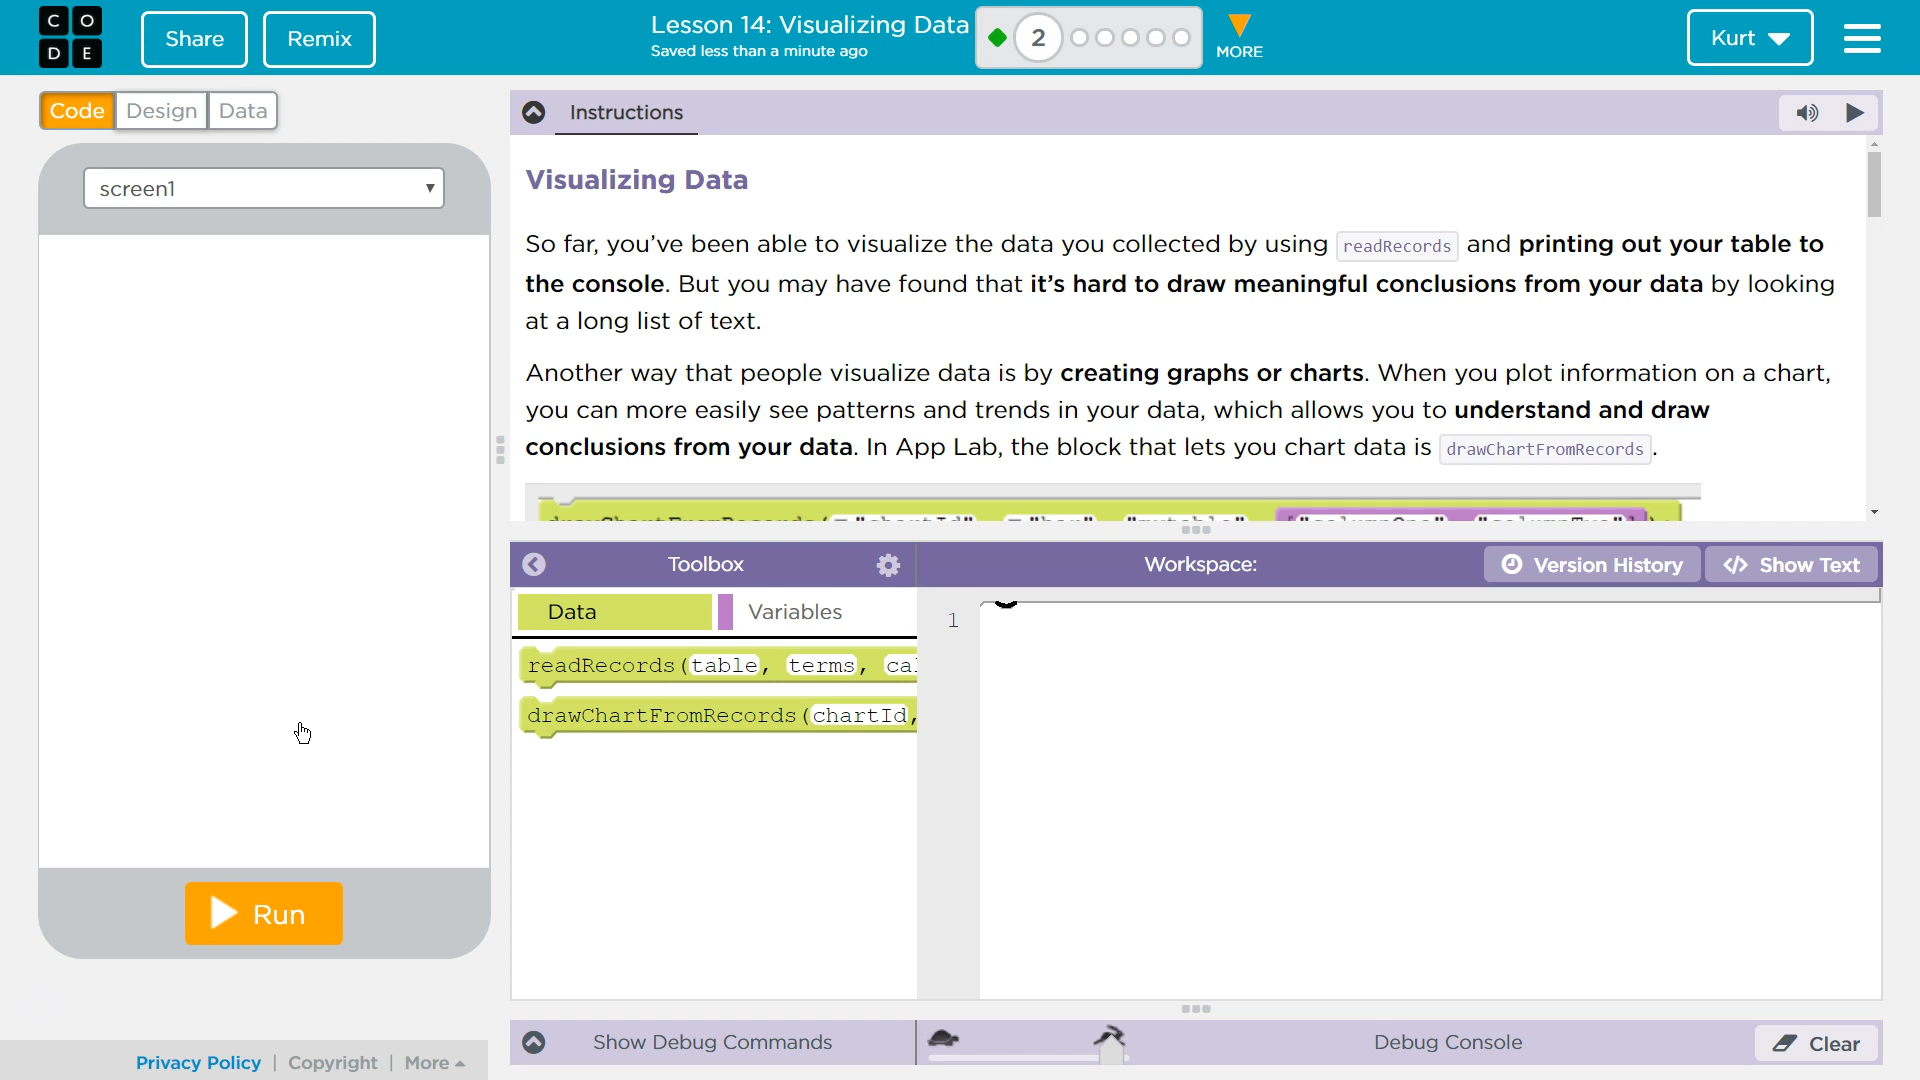 C O
D E
Share
Remix
Lesson 14: Visualizing Data
Saved less than a minute ago
2
MORE
Kurt
Code
Design
Data
screen1
Instructions
Visualizing Data
So far, you've been able to visualize the data you collected by using readRecords and printing out your table to
the console. But you may have found that it's hard to draw meaningful conclusions from your data by looking
at a long list of text.
Another way that people visualize data is by creating graphs or charts. When you plot information on a chart,
you can more easily see patterns and trends in your data, which allows you to understand and draw
conclusions from your data. In App Lab, the block that lets you chart data is drawChartFromRecords.
Toolbox
Workspace:
Version History
</> Show Text
Data
Variables
1
readRecords(table, terms, cal
drawChartFromRecords(chartId,
Run
Show Debug Commands
Debug Console
Clear
Privacy Policy | Copyright | More